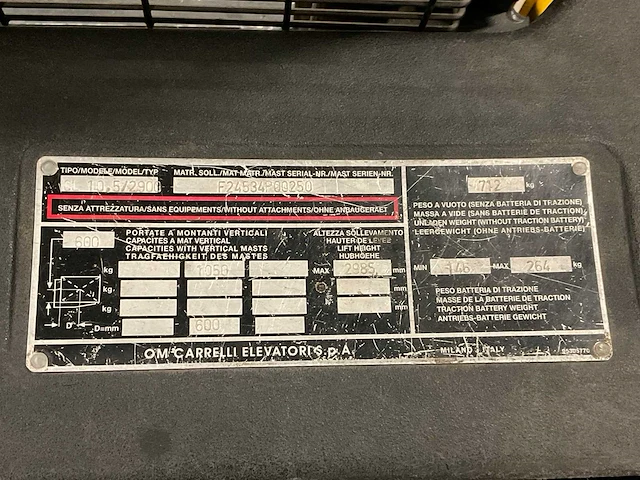 TIPO/MODELE/MODEL/TYP
MATR. SOLL./MAT MATR./MAST SERIAL-NR./MAST SERIEN-NR.
10.5/2900
SENZA ATTREZZATURA/SANS EQUIPEMENTS/WITHOUT ATTACHMENTS/OHNE ANBAUGERAET
712 kg
PESO A VUOTO (SENZA BATTERIA DI TRAZIONE)
MASSA A VIDE (SANS BATTERIE DE TRACTION)
UNLADEN WEIGHT (WITHOUT TRACTION BATTERY)
LEERGEWICHT (OHNE ANTRIEBS-BATTERIE)
600
PORTATE A MONTANTI VERTICALI
CAPACITES A MAT VERTICAL
CAPACITIES WITH VERTICAL MASTS
TRAGFAEHIGKEIT DES MASTES
ALTEZZA SOLLEVAMENTO
HAUTER DE LEVEE
LIFT HEIGHT
HUBHOEHE
kg 1056 MAX 2985 mm
kg mm
kg mm
D D=mm 600
MIN 146 MAX 264 kg
PESO BATTERIA DI TRAZIONE
MASSE DE LA BATTERIE DE TRACTION
TRACTION BATTERY WEIGHT
ANTRIEBS-BATTERIE GEWICHT
OM CARRELLI ELEVATORI S.p.A.
MILANO - ITALY